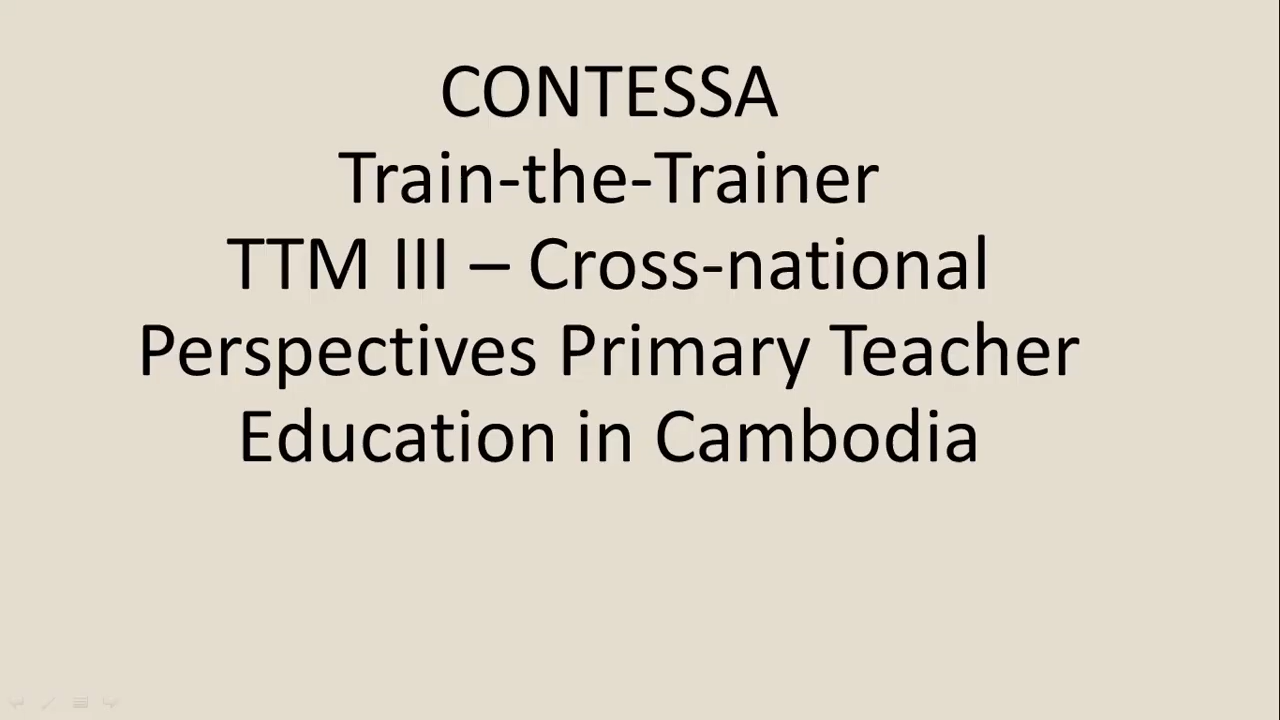 CONTESSA
Train-the-Trainer
TTM III – Cross-national
Perspectives Primary Teacher
Education in Cambodia